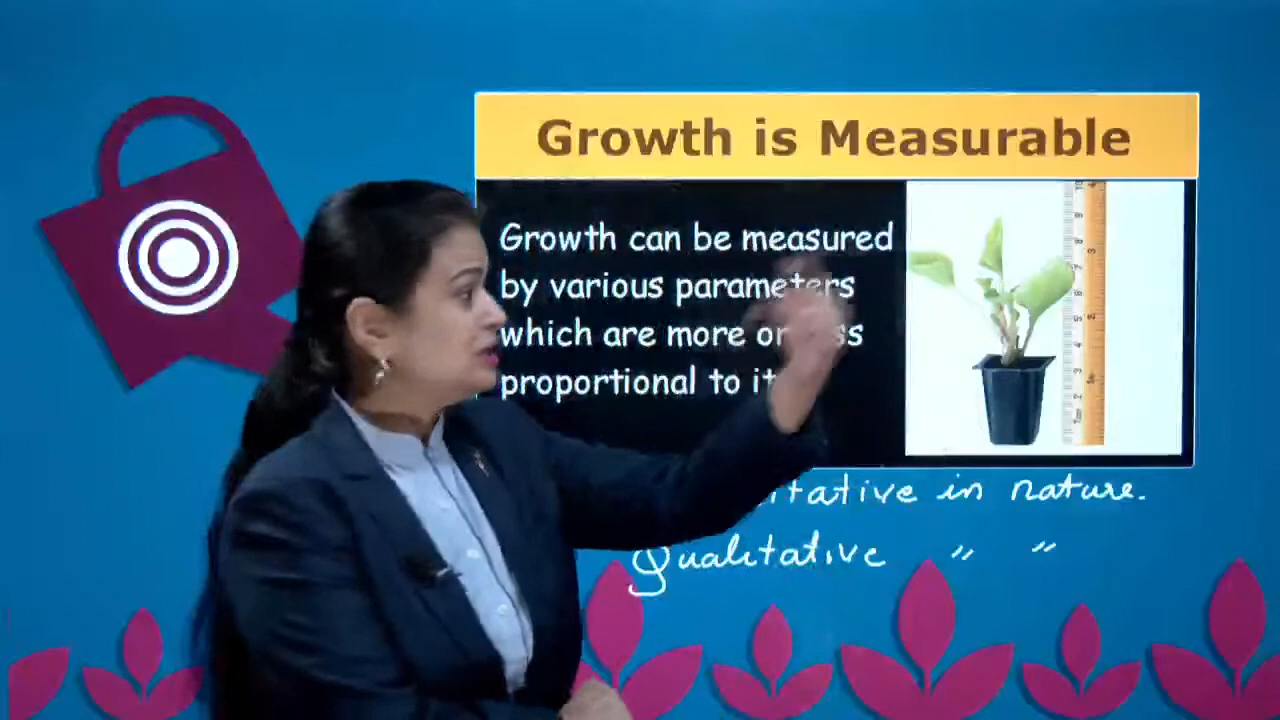 Growth is Measurable
Growth can be measured
by various parameters
which are more or
proportional to
in nature.
Qualitative " "